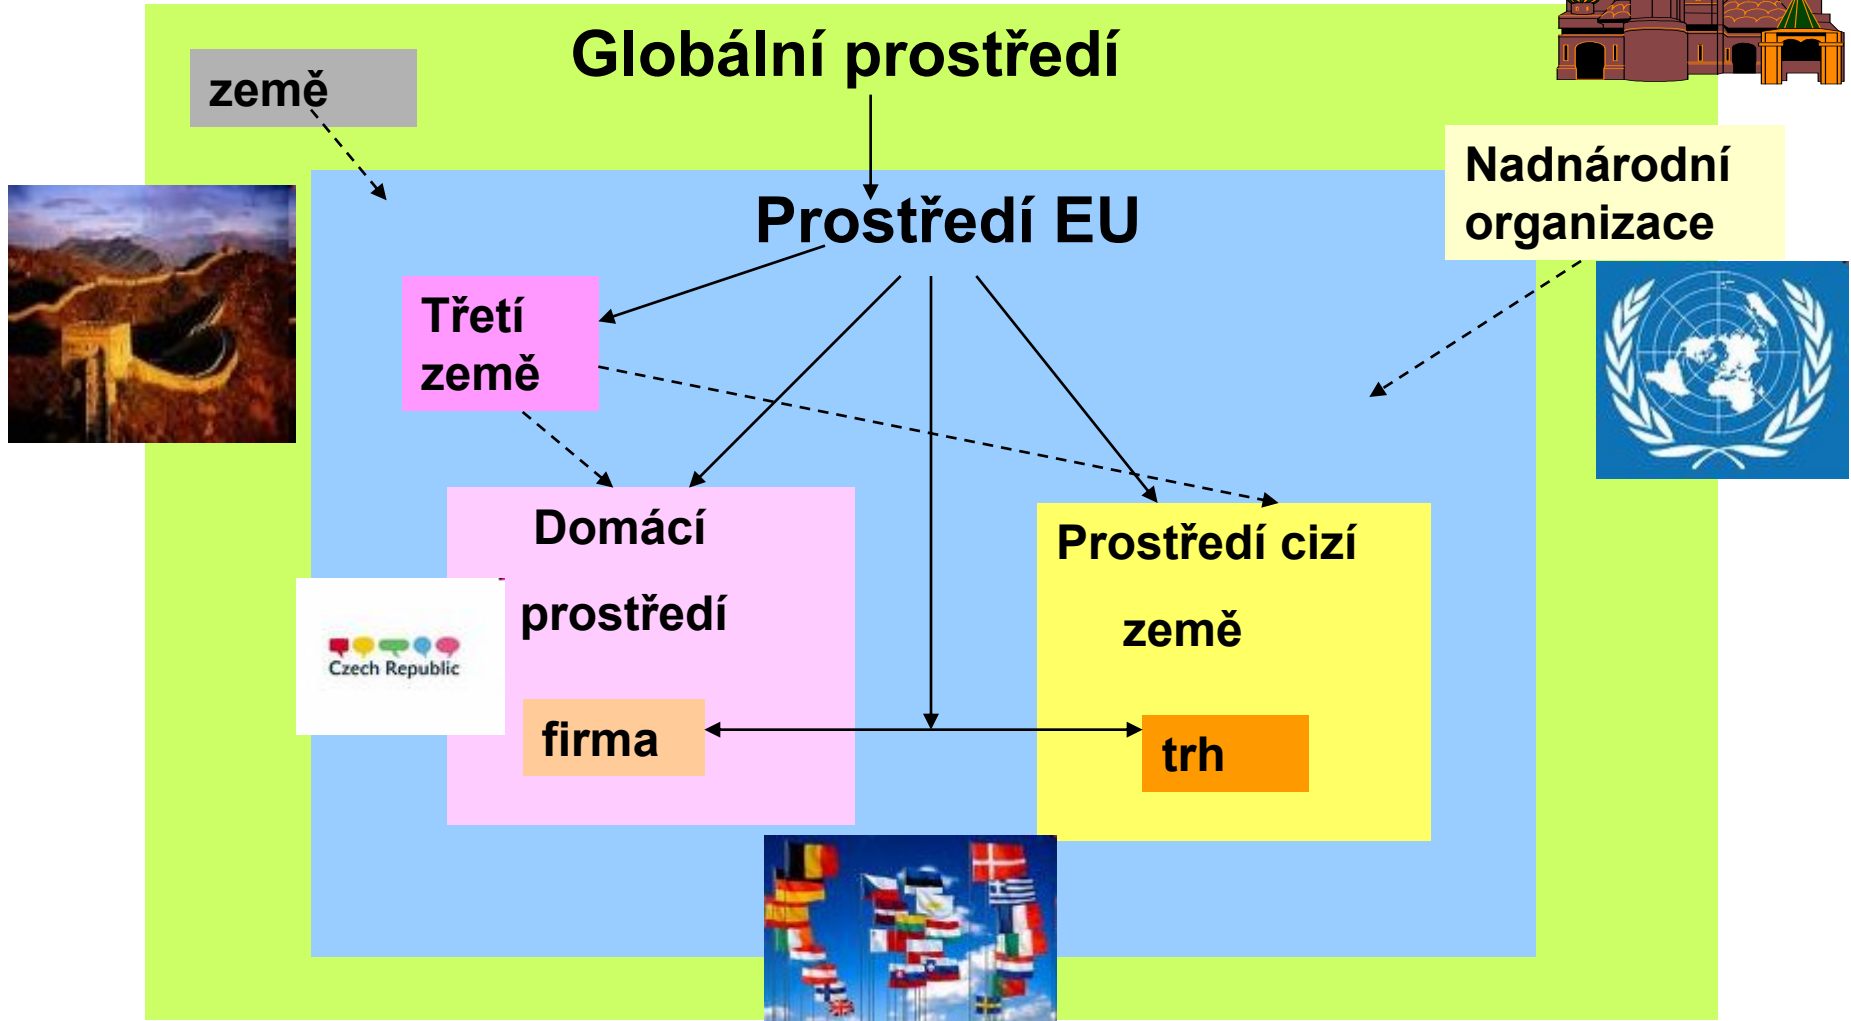 Globální prostředí
země
Nadnárodní
organizace
Prostředí EU
Třetí
země
Domácí
prostředí
Prostředí cizí
země
Czech Republic
firma
trh